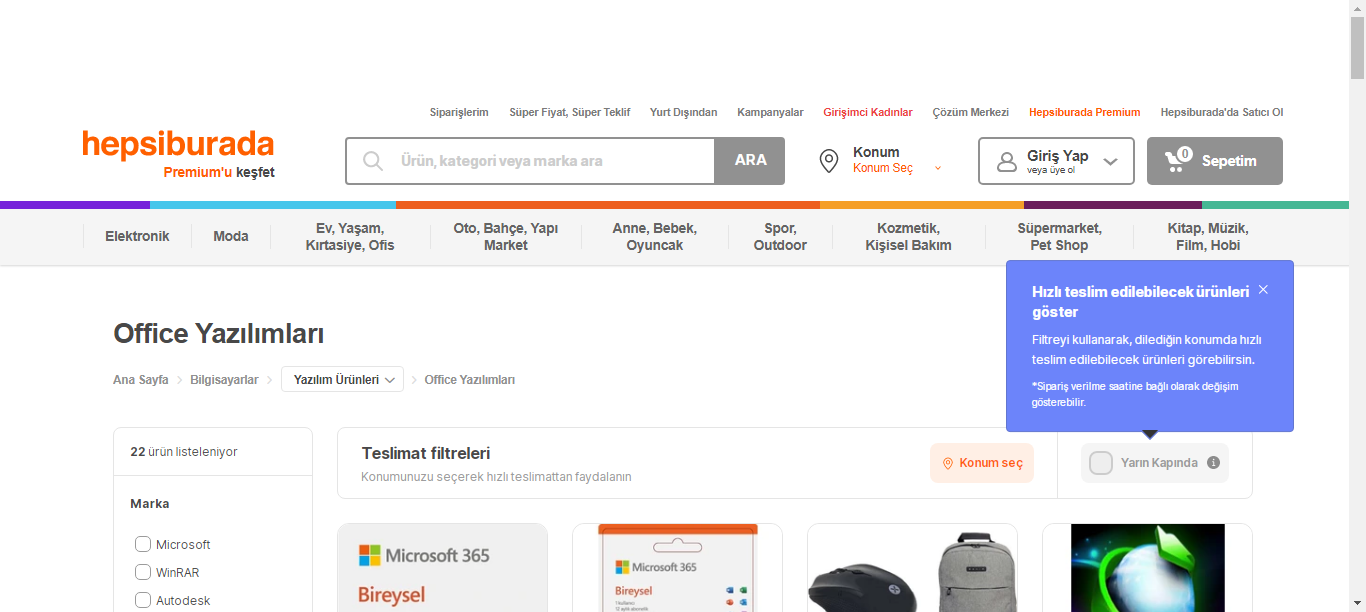 Siparişlerim Süper Fiyat, Süper Teklif Yurt Dışından Kampanyalar Girişimci Kadınlar Çözüm Merkezi Hepsiburada Premium Hepsiburada'da Satıcı Ol
hepsiburada
Premium'u keşfet
Ürün, kategori veya marka ara
ARA
Konum
Konum Seç
Giriş Yap
veya üye ol
0
Sepetim
Elektronik
Moda
Ev, Yaşam,
Kırtasiye, Ofis
Oto, Bahçe, Yapı
Market
Anne, Bebek,
Oyuncak
Spor,
Outdoor
Kozmetik,
Kişisel Bakım
Süpermarket,
Pet Shop
Kitap, Müzik,
Film, Hobi
Hızlı teslim edilebilecek ürünleri
göster
Filtreyi kullanarak, dilediğin konumda hızlı
teslim edilebilecek ürünleri görebilirsin.
*Sipariş verilme saatine bağlı olarak değişim
gösterebilir.
Office Yazılımları
Ana Sayfa Bilgisayarlar Yazılım Ürünleri Office Yazılımları
22 ürün listeleniyor
Marka
Microsoft
WinRAR
Autodesk
Teslimat filtreleri
Konumunuzu seçerek hızlı teslimattan faydalanın
Konum seç
Yarın Kapında
Microsoft 365
Bireysel
Microsoft 365
Bireysel
1 kullanıcı